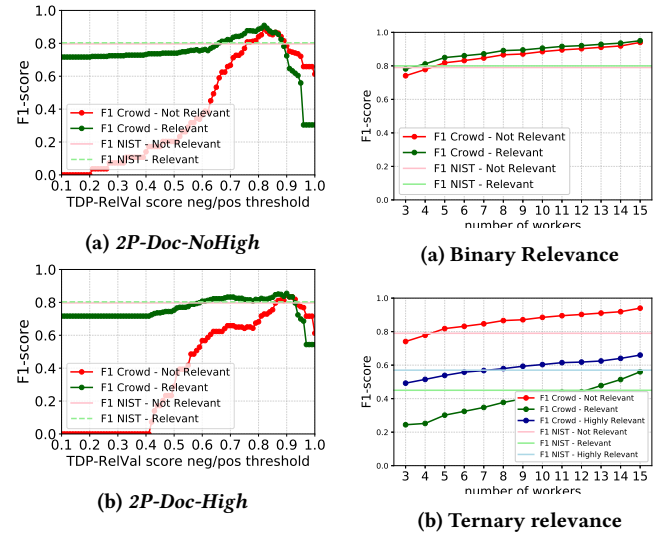 1.0
0.8
0.6
0.4
0.2
0.0
F1-score
F1 Crowd - Not Relevant
F1 Crowd - Relevant
F1 NIST - Not Relevant
F1 NIST - Relevant
0.1 0.2 0.3 0.4 0.5 0.6 0.7 0.8 0.9 1.0
TDP-RelVal score neg/pos threshold
(a) 2P-Doc-NoHigh
1.0
0.8
0.6
0.4
0.2
0.0
F1-score
F1 Crowd - Not Relevant
F1 Crowd - Relevant
F1 NIST - Not Relevant
F1 NIST - Relevant
0.1 0.2 0.3 0.4 0.5 0.6 0.7 0.8 0.9 1.0
TDP-RelVal score neg/pos threshold
(b) 2P-Doc-High
1.0
0.8
0.6
0.4
0.2
0.0
F1-score
F1 Crowd - Not Relevant
F1 Crowd - Relevant
F1 NIST - Not Relevant
F1 NIST - Relevant
3 4 5 6 7 8 9 10 11 12 13 14 15
number of workers
(a) Binary Relevance
1.0
0.8
0.6
0.4
0.2
0.0
F1-score
F1 Crowd - Not Relevant
F1 Crowd - Relevant
F1 Crowd - Highly Relevant
F1 NIST - Not Relevant
F1 NIST - Relevant
F1 NIST - Highly Relevant
3 4 5 6 7 8 9 10 11 12 13 14 15
number of workers
(b) Ternary relevance